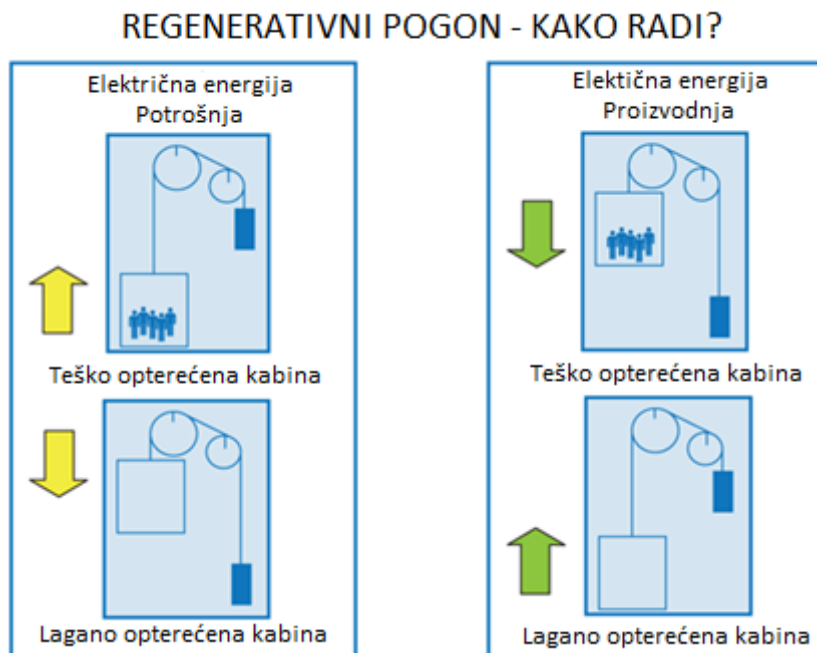 REGENERATIVNI POGON - KAKO RADI?
Električna energija
Potrošnja
Teško opterećena kabina
Lagano opterećena kabina
Elektična energija
Proizvodnja
Teško opterećena kabina
Lagano opterećena kabina